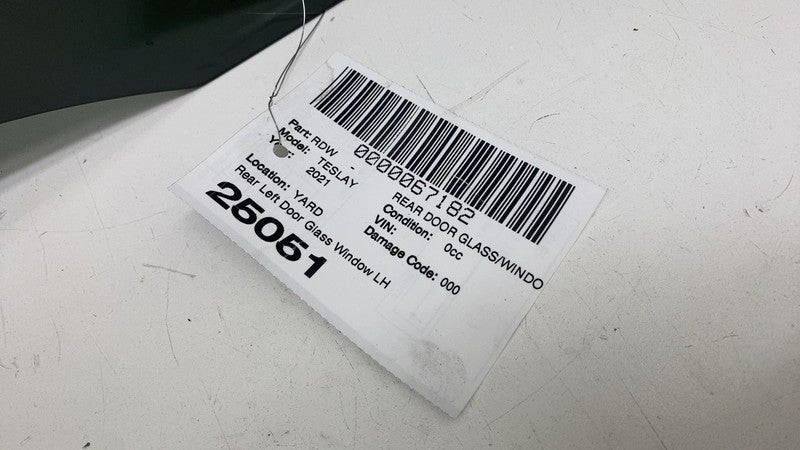 0000067182
Part: RDW - REAR DOOR GLASS/WINDO
Model: TESLAY Condition: 0cc
2021 VIN:
Location: YARD Damage Code: 000
Rear Left Door Glass Window LH
25051